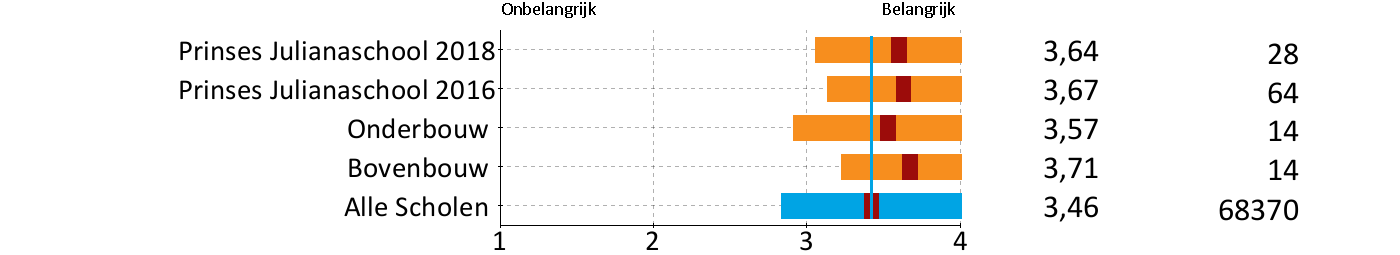 Onbelangrijk Belangrijk
Prinses Julianaschool 2018 3,64 28
Prinses Julianaschool 2016 3,67 64
Onderbouw 3,57 14
Bovenbouw 3,71 14
Alle Scholen 3,46 68370
1 2 3 4